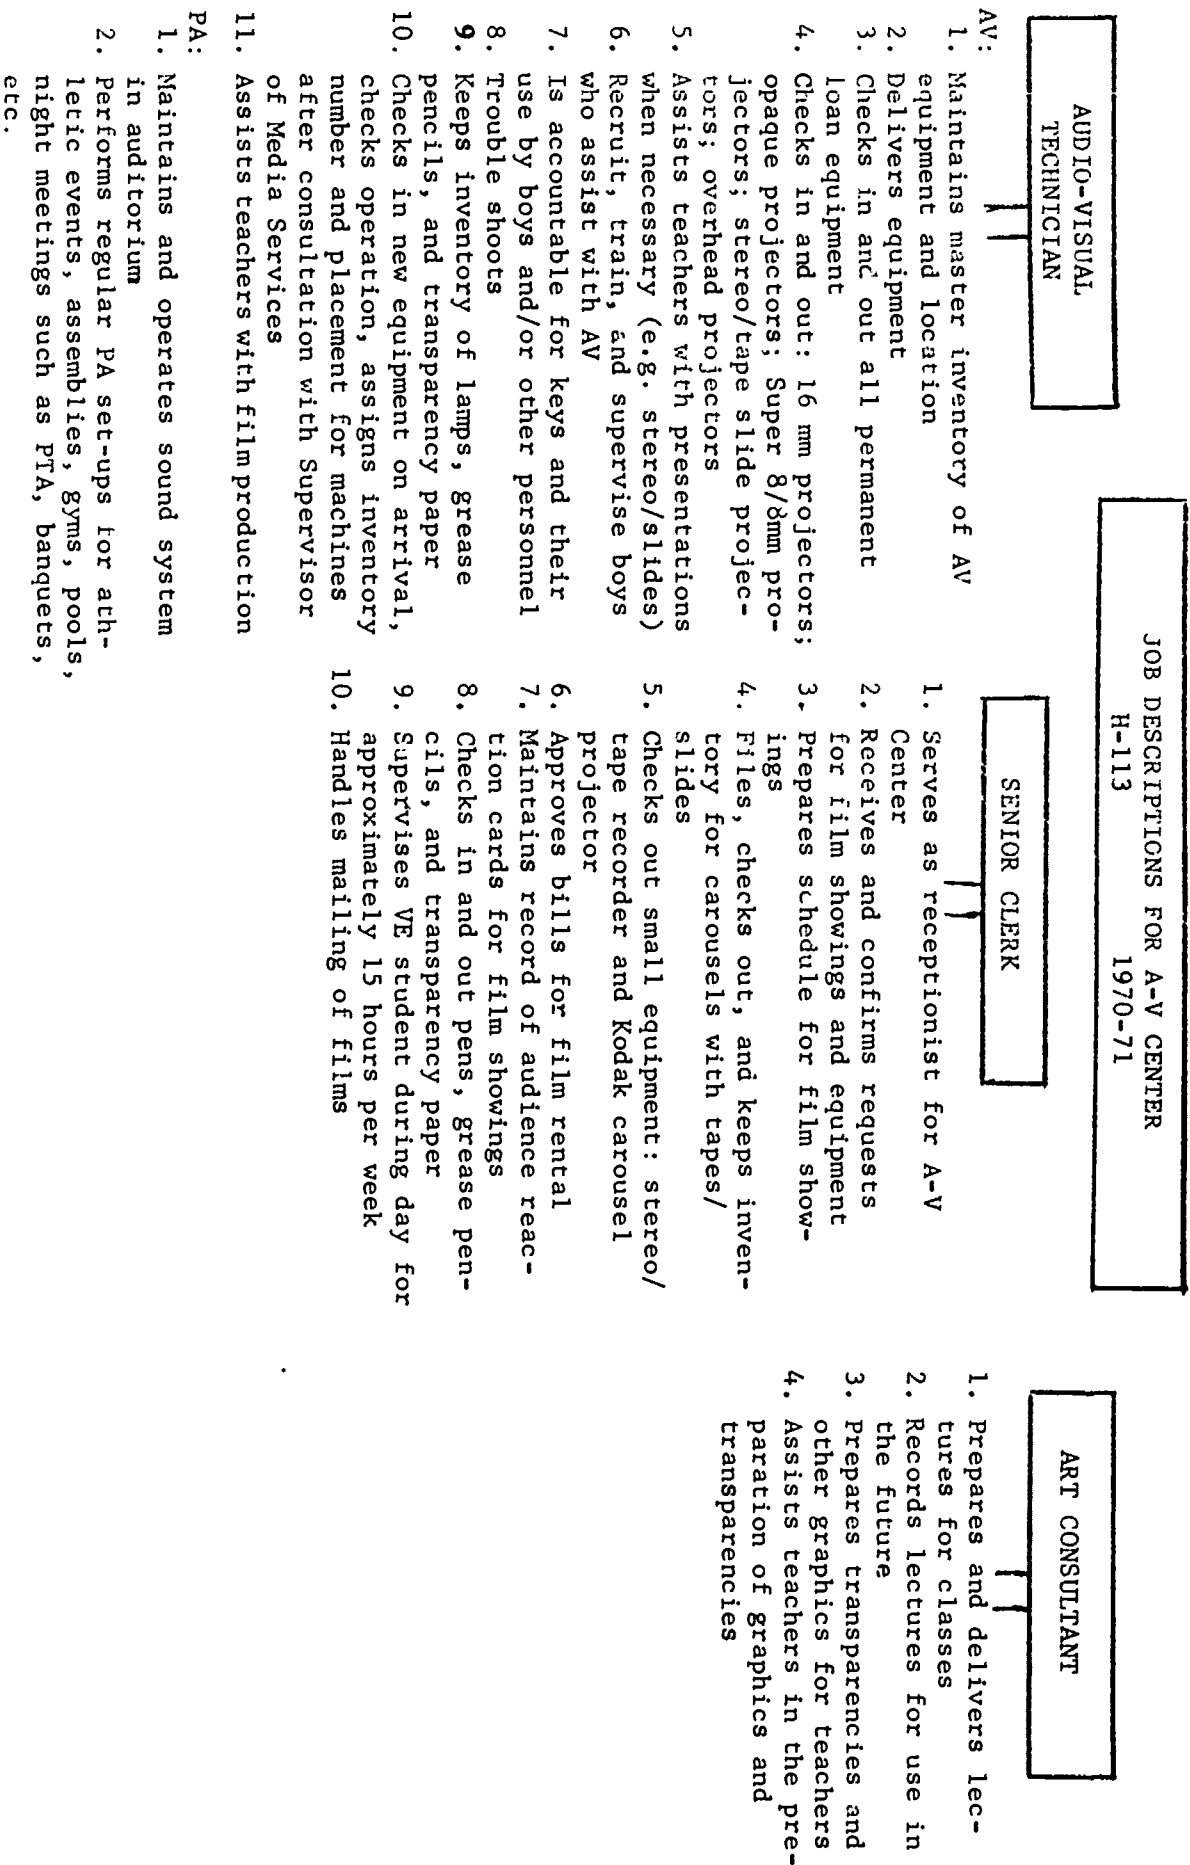 JOB DESCRIPTIONS FOR A-V CENTER
H-113 1970-71
AUDIO-VISUAL
TECHNICIAN
AV:
1. Maintains master inventory of AV
equipment and location
2. Delivers equipment
3. Checks in and out all permanent
loan equipment
4. Checks in and out: 16 mm projectors;
opaque projectors; Super 8/8mm pro-
jectors; stereo/tape slide projec-
tors; overhead projectors
5. Assists teachers with presentations
when necessary (e.g. stereo/slides)
6. Recruit, train, and supervise boys
who assist with AV
7. Is accountable for keys and their
use by boys and/or other personnel
8. Trouble shoots
9. Keeps inventory of lamps, grease
pencils, and transparency paper
10. Checks in new equipment on arrival,
checks operation, assigns inventory
number and placement for machines
after consultation with Supervisor
of Media Services
11. Assists teachers with film production
PA:
1. Maintains and operates sound system
in auditorium
2. Performs regular PA set-ups for ath-
letic events, assemblies, gyms, pools,
night meetings such as PTA, banquets,
etc.
SENIOR CLERK
1. Serves as receptionist for A-V
Center
2. Receives and confirms requests
for film showings and equipment
3. Prepares schedule for film show-
ings
4. Files, checks out, and keeps inven-
tory for carousels with tapes/
slides
5. Checks out small equipment: stereo/
tape recorder and Kodak carousel
projector
6. Approves bills for film rental
7. Maintains record of audience reac-
tion cards for film showings
8. Checks in and out pens, grease pen-
cils, and transparency paper
9. Supervises VE student during day for
approximately 15 hours per week
10. Handles mailing of films
ART CONSULTANT
1. Prepares and delivers lec-
tures for classes
2. Records lectures for use in
the future
3. Prepares transparencies and
other graphics for teachers
4. Assists teachers in the pre-
paration of graphics and
transparencies